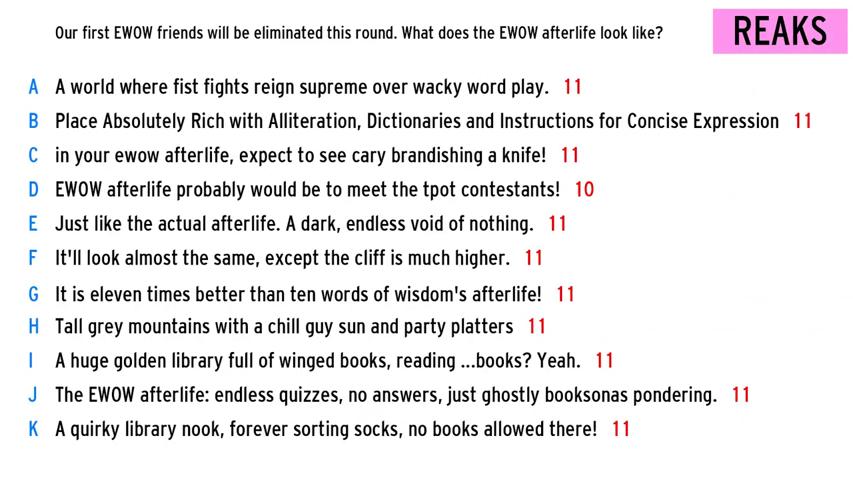 Our first EWOW friends will be eliminated this round. What does the EWOW afterlife look like?
REAKS
A A world where fist fights reign supreme over wacky word play. 11
B Place Absolutely Rich with Alliteration, Dictionaries and Instructions for Concise Expression 11
C in your ewow afterlife, expect to see cary brandishing a knife! 11
D EWOW afterlife probably would be to meet the tpot contestants! 10
E Just like the actual afterlife. A dark, endless void of nothing. 11
F It'll look almost the same, except the cliff is much higher. 11
G It is eleven times better than ten words of wisdom's afterlife! 11
H Tall grey mountains with a chill guy sun and party platters 11
I A huge golden library full of winged books, reading ...books? Yeah. 11
J The EWOW afterlife: endless quizzes, no answers, just ghostly booksonas pondering. 11
K A quirky library nook, forever sorting socks, no books allowed there! 11